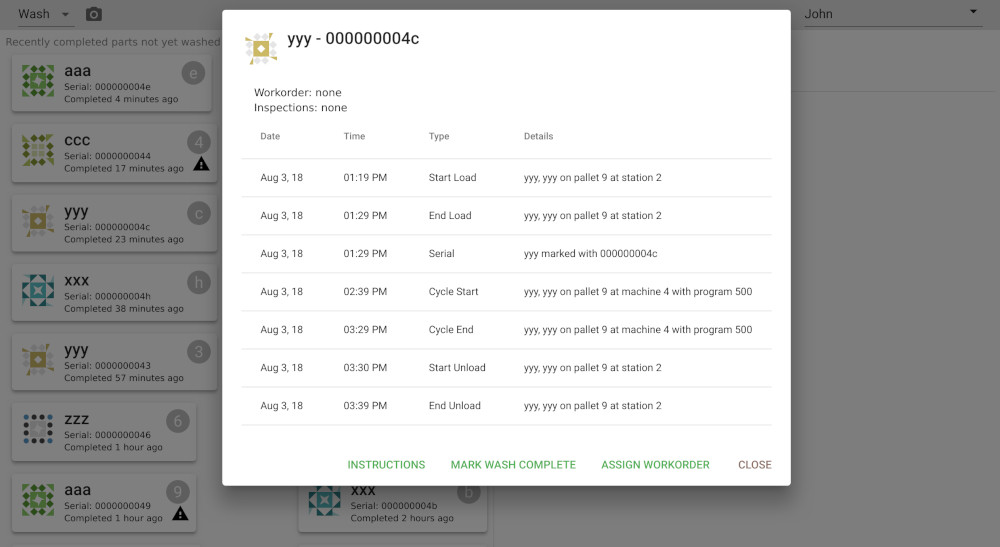 Wash
John
Recently completed parts not yet washed
aaa
e
Serial: 000000004e
Completed 4 minutes ago
ccc
4
Serial: 0000000044
Completed 17 minutes ago
yyy
c
Serial: 000000004c
Completed 23 minutes ago
xxx
h
Serial: 000000004h
Completed 38 minutes ago
yyy
3
Serial: 0000000043
Completed 57 minutes ago
zzz
6
Serial: 0000000046
Completed 1 hour ago
aaa
9
Serial: 0000000049
Completed 1 hour ago
xxx
b
Serial: 000000004b
Completed 2 hours ago
yyy - 000000004c
Workorder: none
Inspections: none
Date Time Type Details
Aug 3, 18 01:19 PM Start Load yyy, yyy on pallet 9 at station 2
Aug 3, 18 01:29 PM End Load yyy, yyy on pallet 9 at station 2
Aug 3, 18 01:29 PM Serial yyy marked with 000000004c
Aug 3, 18 02:39 PM Cycle Start yyy, yyy on pallet 9 at machine 4 with program 500
Aug 3, 18 03:29 PM Cycle End yyy, yyy on pallet 9 at machine 4 with program 500
Aug 3, 18 03:30 PM Start Unload yyy, yyy on pallet 9 at station 2
Aug 3, 18 03:39 PM End Unload yyy, yyy on pallet 9 at station 2
INSTRUCTIONS MARK WASH COMPLETE ASSIGN WORKORDER CLOSE